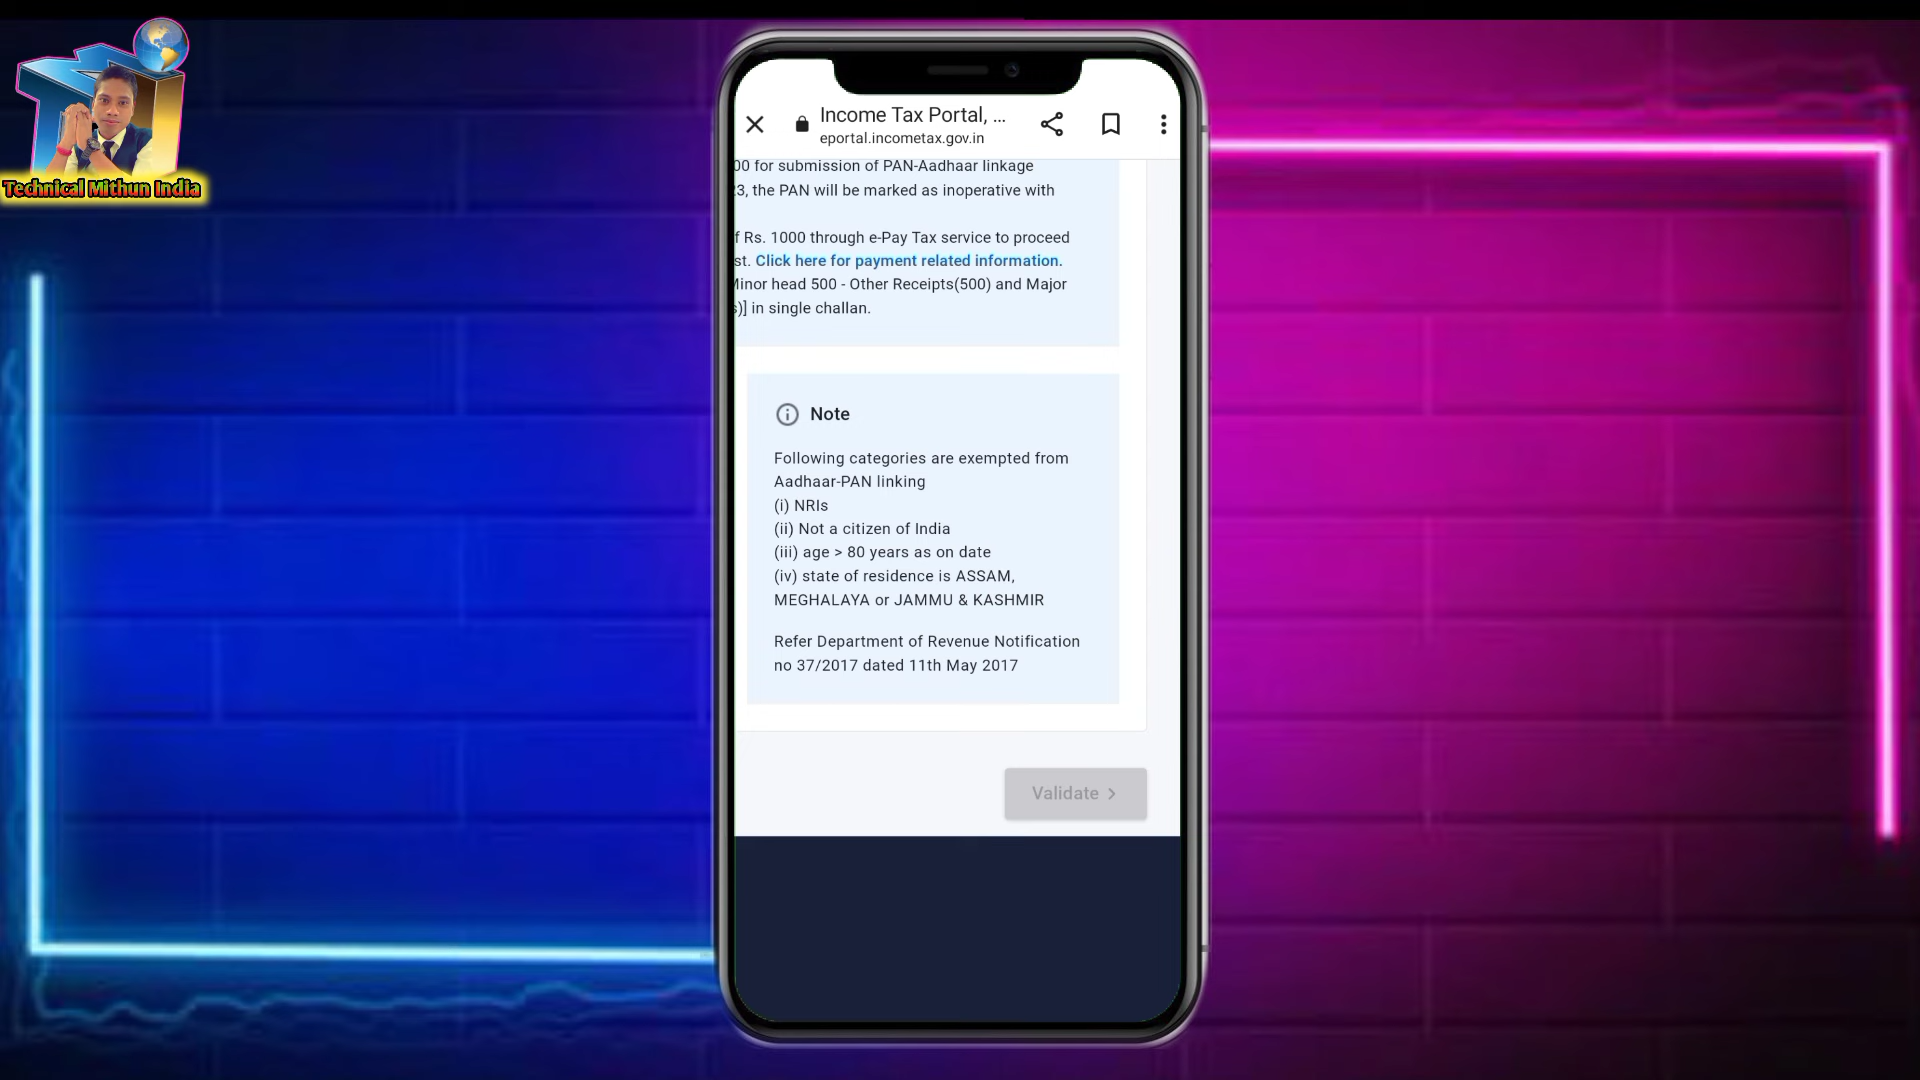 Technical Mithun India
Income Tax Portal, ...
eportal.incometax.gov.in
00 for submission of PAN-Aadhaar linkage
23, the PAN will be marked as inoperative with
f Rs. 1000 through e-Pay Tax service to proceed
st. Click here for payment related information.
Minor head 500 - Other Receipts(500) and Major
s)] in single challan.
Note
Following categories are exempted from
Aadhaar-PAN linking
(i) NRIs
(ii) Not a citizen of India
(iii) age > 80 years as on date
(iv) state of residence is ASSAM,
MEGHALAYA or JAMMU & KASHMIR
Refer Department of Revenue Notification
no 37/2017 dated 11th May 2017
Validate >